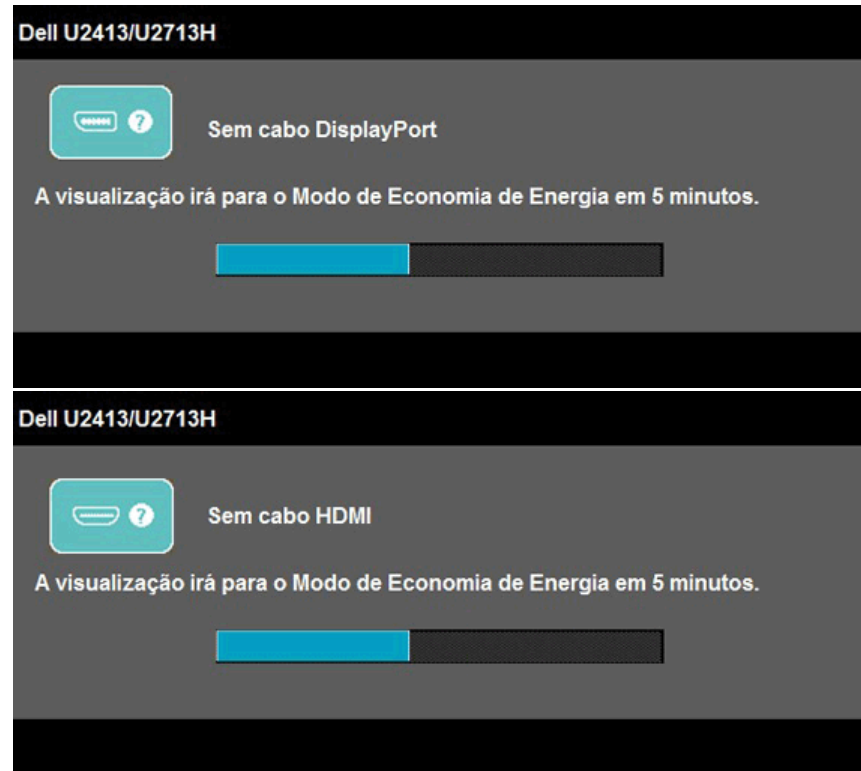 Dell U2413/U2713H
?
Sem cabo DisplayPort
A visualização irá para o Modo de Economia de Energia em 5 minutos.
Dell U2413/U2713H
?
Sem cabo HDMI
A visualização irá para o Modo de Economia de Energia em 5 minutos.